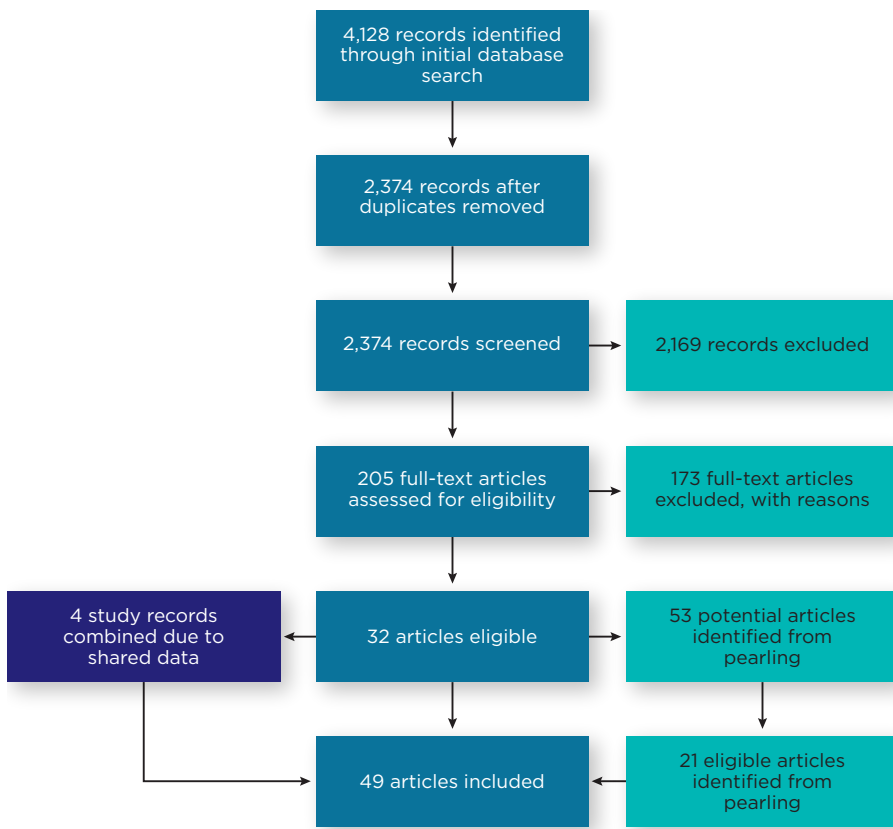 4,128 records identified
through initial database
search
2,374 records after
duplicates removed
2,374 records screened
2,169 records excluded
205 full-text articles
assessed for eligibility
173 full-text articles
excluded, with reasons
4 study records
combined due to
shared data
32 articles eligible
53 potential articles
identified from
pearling
49 articles included
21 eligible articles
identified from
pearling